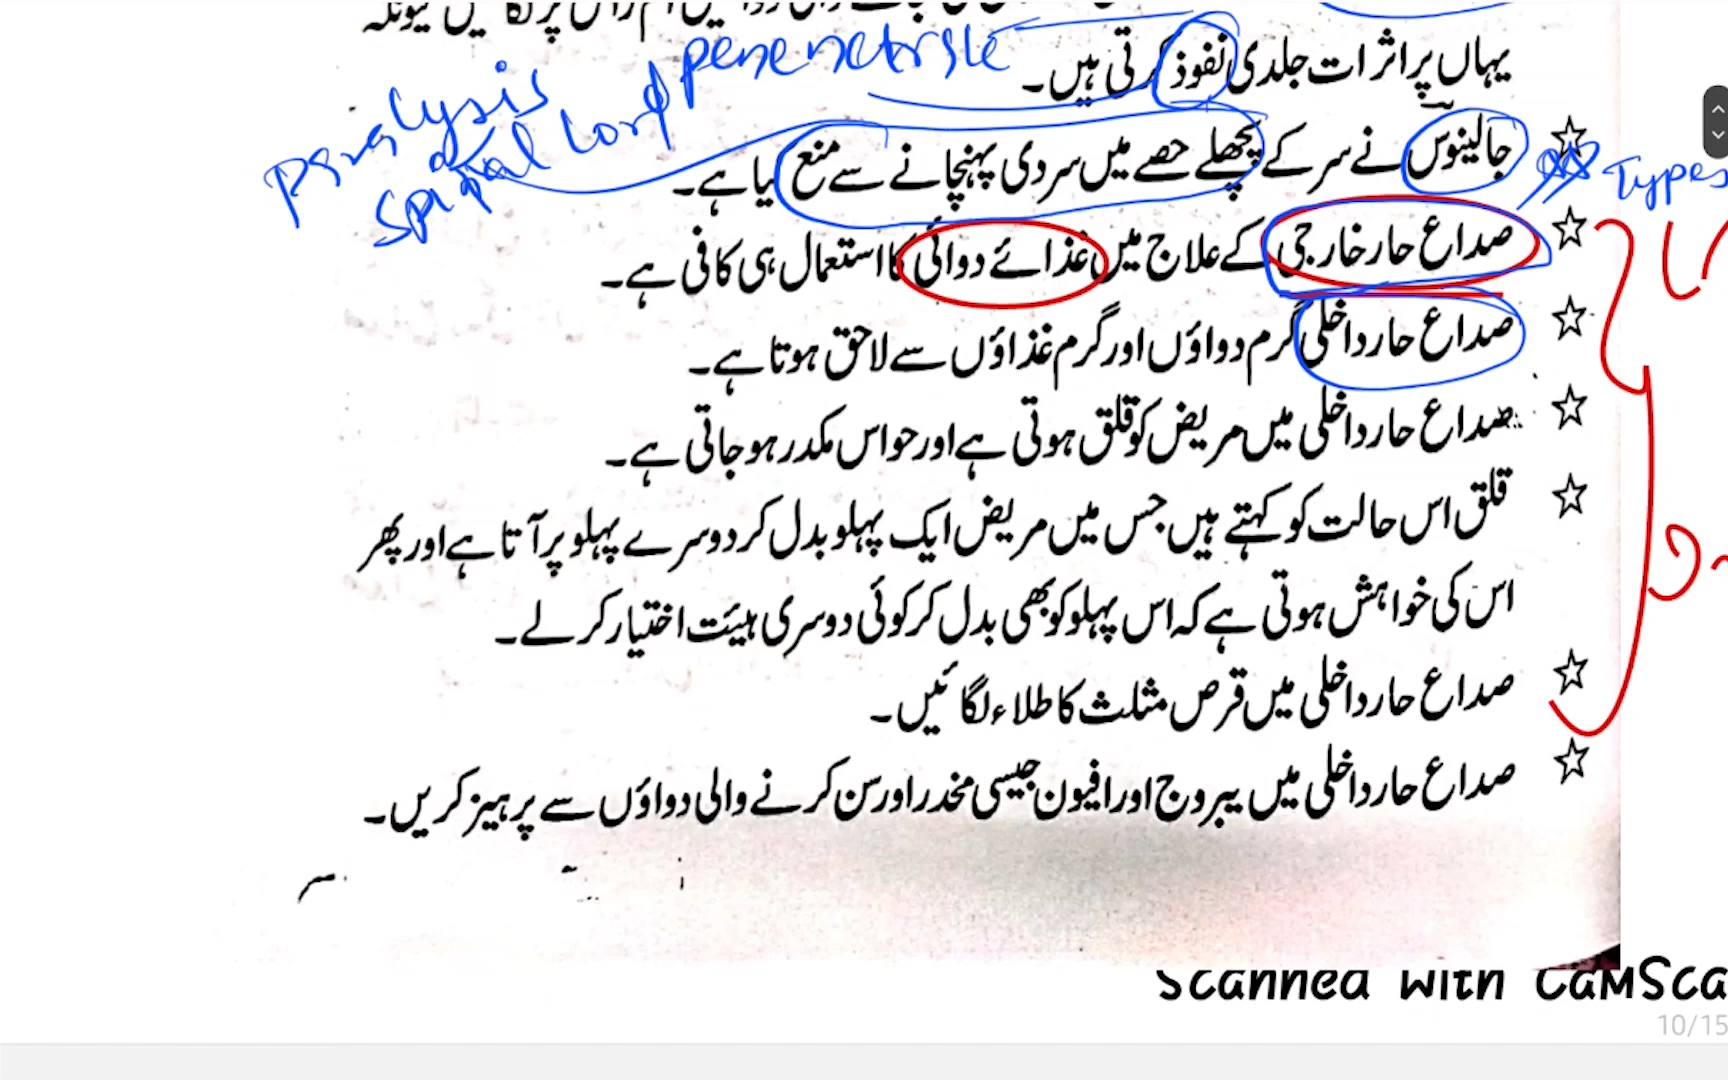 یہاں پر اثرات جلدی نفوذ کرتی ہیں۔
penenetrste
paralysis
spinal cord
جالینوس نے سر کے پچھلے حصے میں سردی پہنچانے سے منع کیا ہے۔
Types
☆ صداع حار خارجی کے علاج میں غذائے دوائی کا استعمال ہی کافی ہے۔
☆ صداع حار داخلی گرم دواؤں اور گرم غذاؤں سے لاحق ہوتا ہے۔
☆ صداع حار داخلی میں مریض کو قلق ہوتی ہے اور حواس مکدر ہو جاتی ہے۔
☆ قلق اس حالت کو کہتے ہیں جس میں مریض ایک پہلو بدل کر دوسرے پہلو پر آتا ہے اور پھر
اس کی خواہش ہوتی ہے کہ اس پہلو کو بھی بدل کر کوئی دوسری ہیئت اختیار کر لے۔
☆ صداع حار داخلی میں قرص مثلث کا طلاء لگائیں۔
☆ صداع حار داخلی میں یبروج اور افیون جیسی مخدر اور سن کرنے والی دواؤں سے پرہیز کریں۔
Scanned with CamSca
10/15